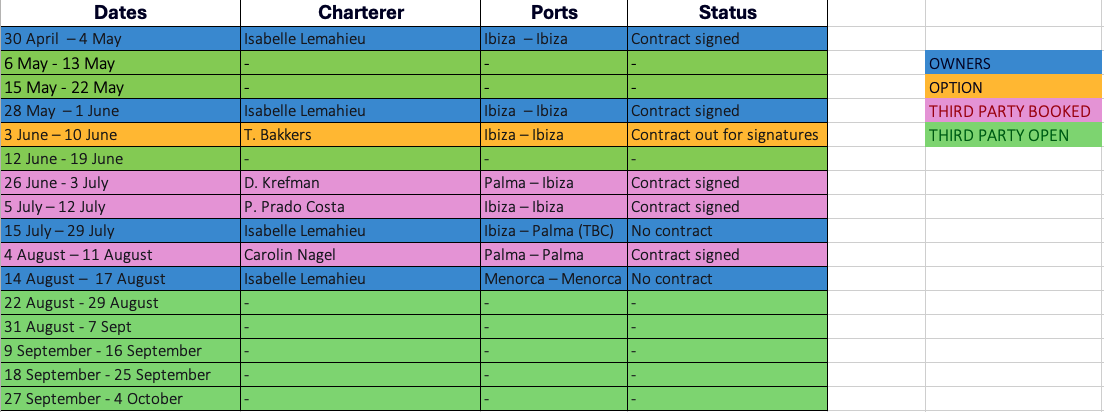 Dates Charterer Ports Status
30 April – 4 May Isabelle Lemahieu Ibiza – Ibiza Contract signed
6 May - 13 May - - - OWNERS
15 May - 22 May - - - OPTION
28 May – 1 June Isabelle Lemahieu Ibiza – Ibiza Contract signed THIRD PARTY BOOKED
3 June – 10 June T. Bakkers Ibiza – Ibiza Contract out for signatures THIRD PARTY OPEN
12 June - 19 June - - -
26 June - 3 July D. Krefman Palma – Ibiza Contract signed
5 July – 12 July P. Prado Costa Ibiza – Ibiza Contract signed
15 July – 29 July Isabelle Lemahieu Ibiza – Palma (TBC) No contract
4 August – 11 August Carolin Nagel Palma – Palma Contract signed
14 August – 17 August Isabelle Lemahieu Menorca – Menorca No contract
22 August - 29 August - - -
31 August - 7 Sept - - -
9 September - 16 September - - -
18 September - 25 September - - -
27 September - 4 October - - -